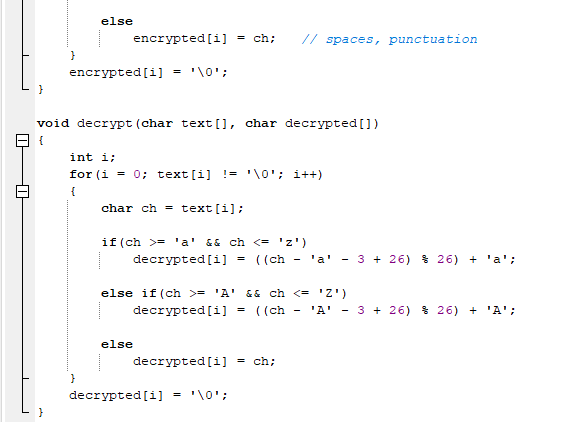 else
            encrypted[i] = ch;   // spaces, punctuation
    }
    encrypted[i] = '\0';
}

void decrypt(char text[], char decrypted[])
{
    int i;
    for(i = 0; text[i] != '\0'; i++)
    {
        char ch = text[i];

        if(ch >= 'a' && ch <= 'z')
            decrypted[i] = ((ch - 'a' - 3 + 26) % 26) + 'a';

        else if(ch >= 'A' && ch <= 'Z')
            decrypted[i] = ((ch - 'A' - 3 + 26) % 26) + 'A';

        else
            decrypted[i] = ch;
    }
    decrypted[i] = '\0';
}